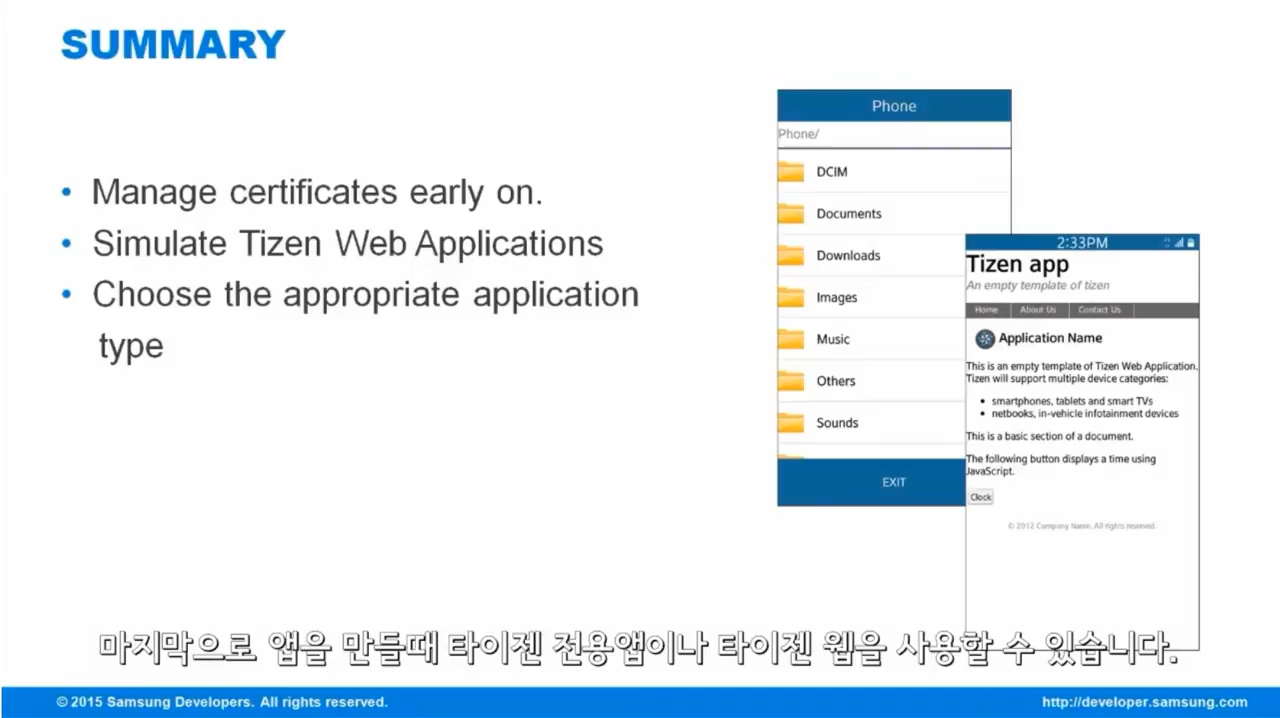 SUMMARY
• Manage certificates early on.
• Simulate Tizen Web Applications
• Choose the appropriate application
type
Phone
Phone/
DCIM
Documents
Downloads
Images
Music
Others
Sounds
EXIT
2:33PM
Tizen app
An empty template of tizen
Home
About Us
Contact Us
Application Name
This is an empty template of Tizen Web Application.
Tizen will support multiple device categories:
• smartphones, tablets and smart TVs
• netbooks, in-vehicle infotainment devices
This is a basic section of a document.
The following button displays a time using
JavaScript.
Clock
© 2012 Company Name. All rights reserved.
마지막으로 앱을 만들때 타이젠 전용앱이나 타이젠 웹을 사용할 수 있습니다.
© 2015 Samsung Developers. All rights reserved.
http://developer.samsung.com